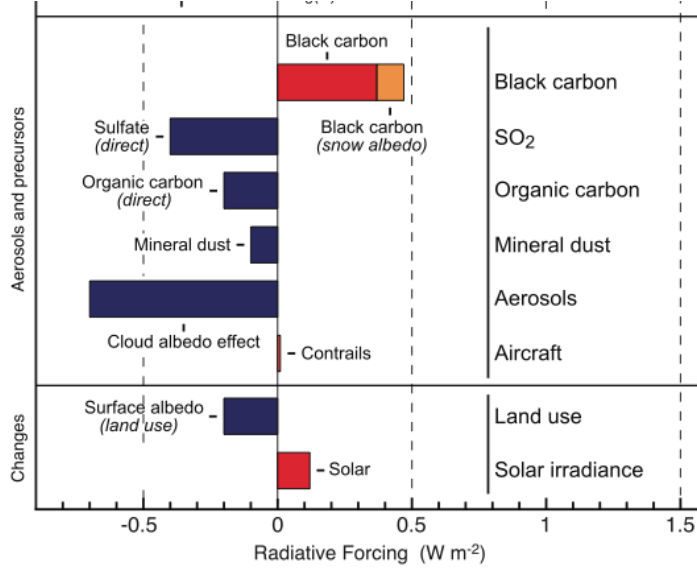 Black carbon
Black carbon
Sulfate
(direct)
Black carbon
(snow albedo)
SO2
Organic carbon
(direct)
Organic carbon
Mineral dust
Mineral dust
Aerosols
Cloud albedo effect
Contrails
Aircraft
Aerosols and precursors
Surface albedo
(land use)
Land use
Solar
Solar irradiance
Changes
-0.5 0 0.5 1 1.5
Radiative Forcing (W m-2)